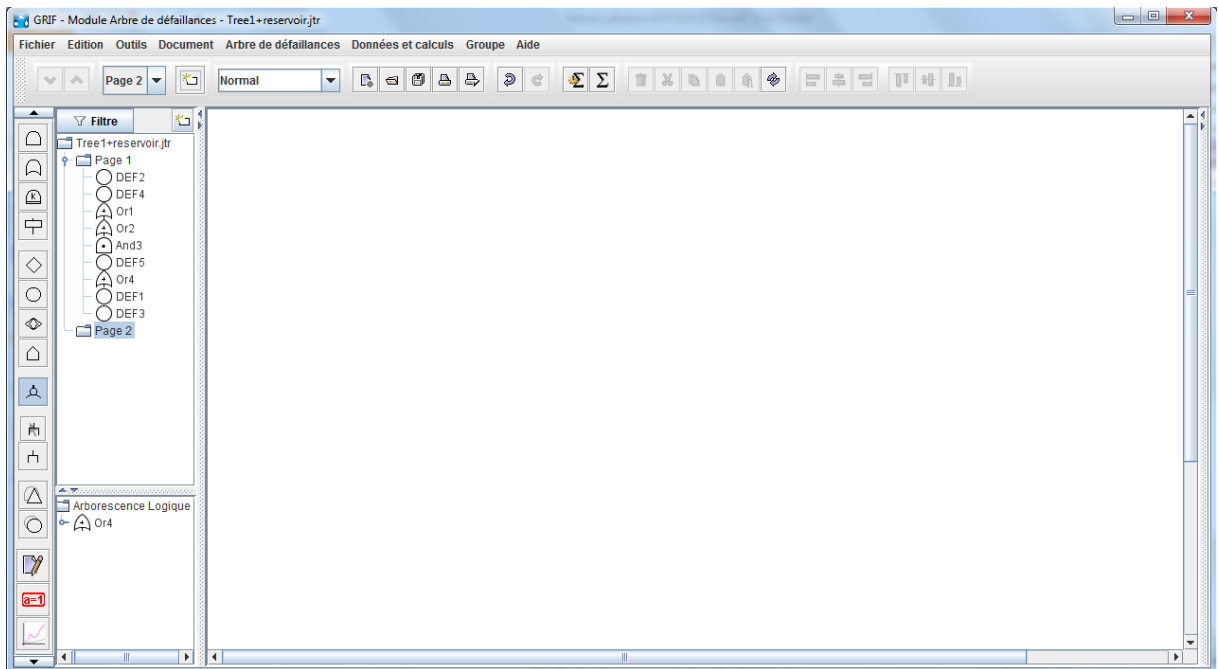 GRIF - Module Arbre de défaillances - Tree1+reservoir.jtr
Fichier Edition Outils Document Arbre de défaillances Données et calculs Groupe Aide
Page 2 Normal
Filtre
Tree1+reservoir.jtr
Page 1
DEF2
DEF4
Or1
Or2
And3
DEF5
Or4
DEF1
DEF3
Page 2
Arborescence Logique
Or4
K
a=1